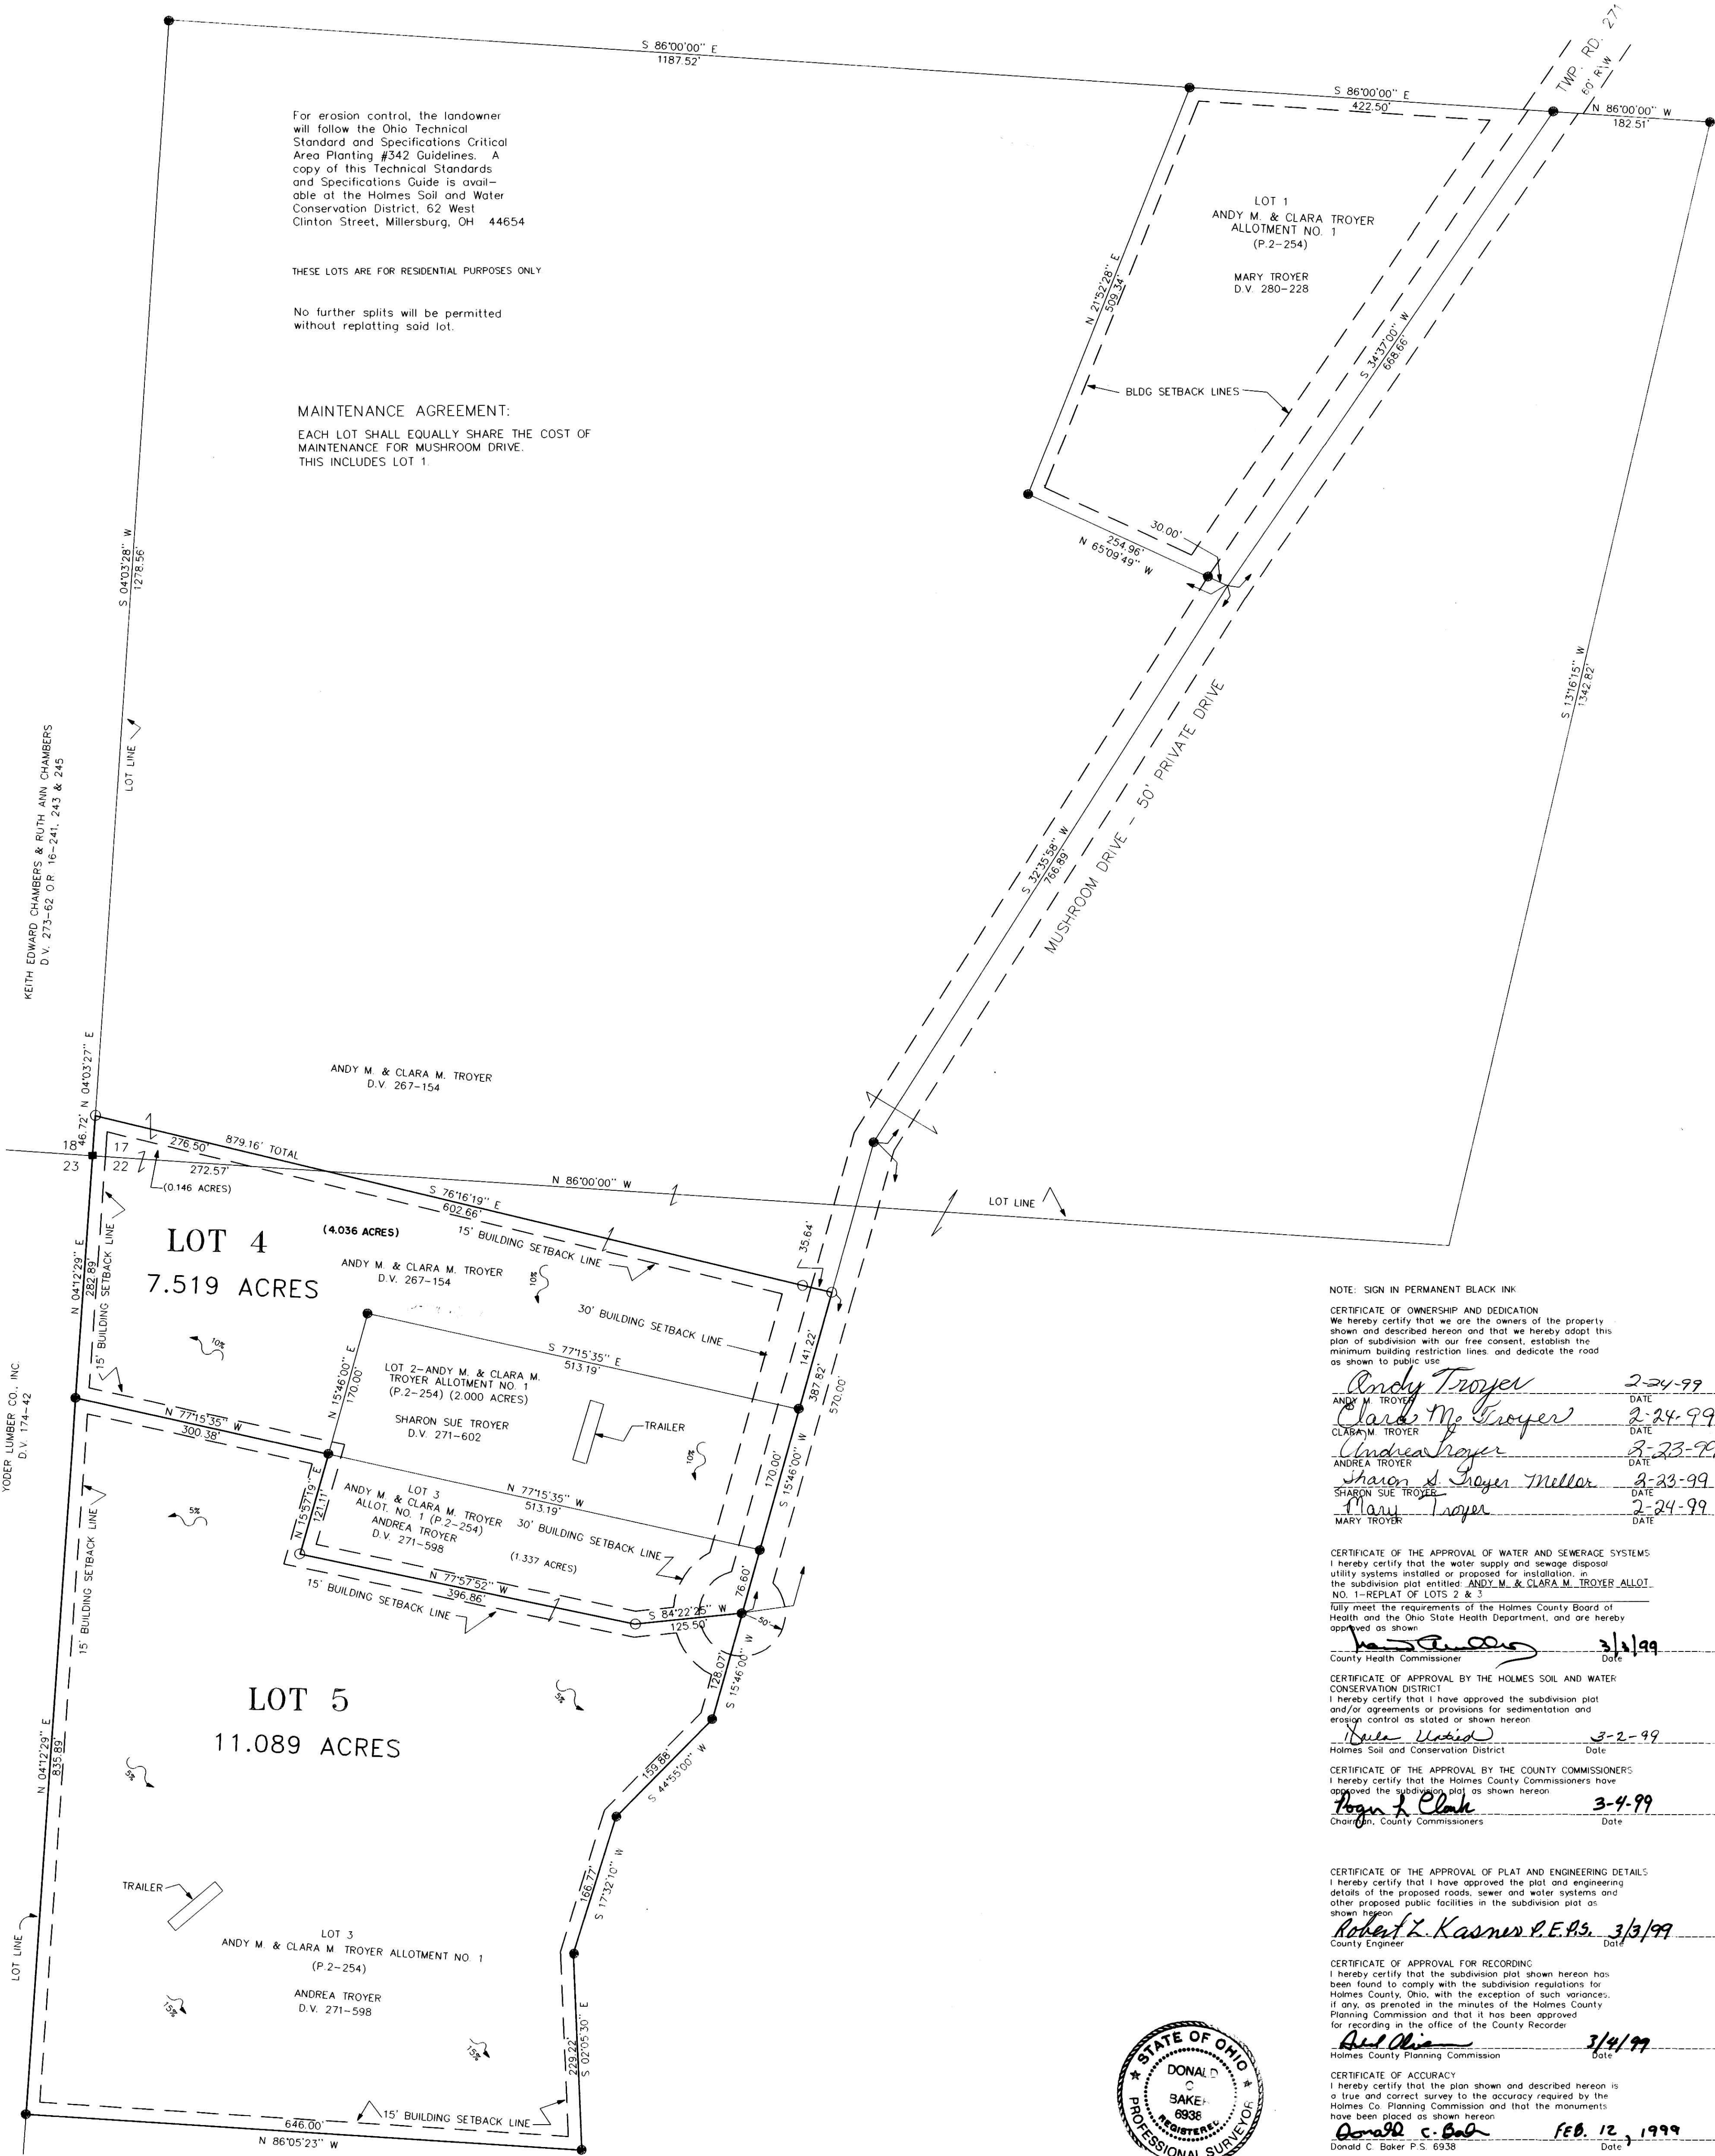 S 86°00'00" E
1187.52'
TWP. RD. 271
60' R\W
S 86°00'00" E
422.50'
N 86°00'00" W
182.51'
For erosion control, the landowner
will follow the Ohio Technical
Standard and Specifications Critical
Area Planting #342 Guidelines. A
copy of this Technical Standards
and Specifications Guide is avail-
able at the Holmes Soil and Water
Conservation District, 62 West
Clinton Street, Millersburg, OH 44654
THESE LOTS ARE FOR RESIDENTIAL PURPOSES ONLY
No further splits will be permitted
without replatting said lot.
MAINTENANCE AGREEMENT:
EACH LOT SHALL EQUALLY SHARE THE COST OF
MAINTENANCE FOR MUSHROOM DRIVE.
THIS INCLUDES LOT 1.
LOT 1
ANDY M. & CLARA TROYER
ALLOTMENT NO. 1
(P.2-254)
MARY TROYER
D.V. 280-228
N 21°52'28" E
509.34'
BLDG SETBACK LINES
S 34°37'00" W
668.66'
30.00'
254.96'
N 65°09'49" W
S 04°03'28" W
1278.56'
LOT LINE
KEITH EDWARD CHAMBERS & RUTH ANN CHAMBERS
D.V. 273-62 O.R. 16-241, 243 & 245
S 13°16'15" W
1342.82'
S 32°35'58" W
766.89'
MUSHROOM DRIVE - 50' PRIVATE DRIVE
ANDY M. & CLARA M. TROYER
D.V. 267-154
46.72' N 04°03'27" E
18 17
23 22
276.50'
879.16' TOTAL
272.57'
(0.146 ACRES)
N 86°00'00" W
LOT LINE
S 76°16'19" E
602.66'
15' BUILDING SETBACK LINE
35.64'
LOT 4
(4.036 ACRES)
7.519 ACRES
ANDY M. & CLARA M. TROYER
D.V. 267-154
10%
30' BUILDING SETBACK LINE
N 04°12'29" E
282.89'
15' BUILDING SETBACK LINE
10%
S 77°15'35" E
513.19'
N 15°46'00" E
170.00'
LOT 2-ANDY M. & CLARA M.
TROYER ALLOTMENT NO. 1
(P.2-254) (2.000 ACRES)
SHARON SUE TROYER
D.V. 271-602
TRAILER
10%
141.22'
387.82'
570.00'
170.00'
S 15°46'00" W
YODER LUMBER CO., INC.
D.V. 174-42
N 77°15'35" W
300.38'
N 77°15'35" W
513.19'
N 15°57'19" E
121.11'
LOT 3
ANDY M. & CLARA M. TROYER
ALLOT. NO. 1 (P.2-254)
ANDREA TROYER
D.V. 271-598
30' BUILDING SETBACK LINE
(1.337 ACRES)
N 77°57'52" W
396.86'
15' BUILDING SETBACK LINE
S 84°22'25" W
125.50'
76.60'
50'
5%
15' BUILDING SETBACK LINE
128.07'
S 15°46'00" W
LOT 5
11.089 ACRES
5%
5%
N 04°12'29" E
835.89'
159.88'
S 44°55'00" W
166.77'
S 17°32'10" W
TRAILER
LOT LINE
LOT 3
ANDY M. & CLARA M. TROYER ALLOTMENT NO. 1
(P.2-254)
ANDREA TROYER
D.V. 271-598
15%
15%
229.22'
S 02°05'30" E
15' BUILDING SETBACK LINE
646.00'
N 86°05'23" W
NOTE: SIGN IN PERMANENT BLACK INK
CERTIFICATE OF OWNERSHIP AND DEDICATION
We hereby certify that we are the owners of the property
shown and described hereon and that we hereby adopt this
plan of subdivision with our free consent, establish the
minimum building restriction lines, and dedicate the road
as shown to public use
Andy Troyer 2-24-99
ANDY M. TROYER DATE
Clara M. Troyer 2-24-99
CLARA M. TROYER DATE
Andrea Troyer 2-23-99
ANDREA TROYER DATE
Sharon S. Troyer Meller 2-23-99
SHARON SUE TROYER DATE
Mary Troyer 2-24-99
MARY TROYER DATE
CERTIFICATE OF THE APPROVAL OF WATER AND SEWERAGE SYSTEMS
I hereby certify that the water supply and sewage disposal
utility systems installed or proposed for installation, in
the subdivision plat entitled: ANDY M. & CLARA M. TROYER ALLOT.
NO. 1-REPLAT OF LOTS 2 & 3
fully meet the requirements of the Holmes County Board of
Health and the Ohio State Health Department, and are hereby
approved as shown
3/3/99
County Health Commissioner Date
CERTIFICATE OF APPROVAL BY THE HOLMES SOIL AND WATER
CONSERVATION DISTRICT
I hereby certify that I have approved the subdivision plat
and/or agreements or provisions for sedimentation and
erosion control as stated or shown hereon
3-2-99
Holmes Soil and Conservation District Date
CERTIFICATE OF THE APPROVAL BY THE COUNTY COMMISSIONERS
I hereby certify that the Holmes County Commissioners have
approved the subdivision plat as shown hereon
Roger L Clark 3-4-99
Chairman, County Commissioners Date
CERTIFICATE OF THE APPROVAL OF PLAT AND ENGINEERING DETAILS
I hereby certify that I have approved the plat and engineering
details of the proposed roads, sewer and water systems and
other proposed public facilities in the subdivision plat as
shown hereon
Robert L. Kasner P.E.P.S. 3/3/99
County Engineer Date
CERTIFICATE OF APPROVAL FOR RECORDING
I hereby certify that the subdivision plat shown hereon has
been found to comply with the subdivision regulations for
Holmes County, Ohio, with the exception of such variances,
if any, as prenoted in the minutes of the Holmes County
Planning Commission and that it has been approved
for recording in the office of the County Recorder
3/4/99
Holmes County Planning Commission Date
CERTIFICATE OF ACCURACY
I hereby certify that the plan shown and described hereon is
a true and correct survey to the accuracy required by the
Holmes Co. Planning Commission and that the monuments
have been placed as shown hereon
Donald C. Bak FEB. 12, 1999
Donald C. Baker P.S. 6938 Date
STATE OF OHIO
DONALD
C
BAKER
6938
REGISTERED
PROFESSIONAL SURVEYOR